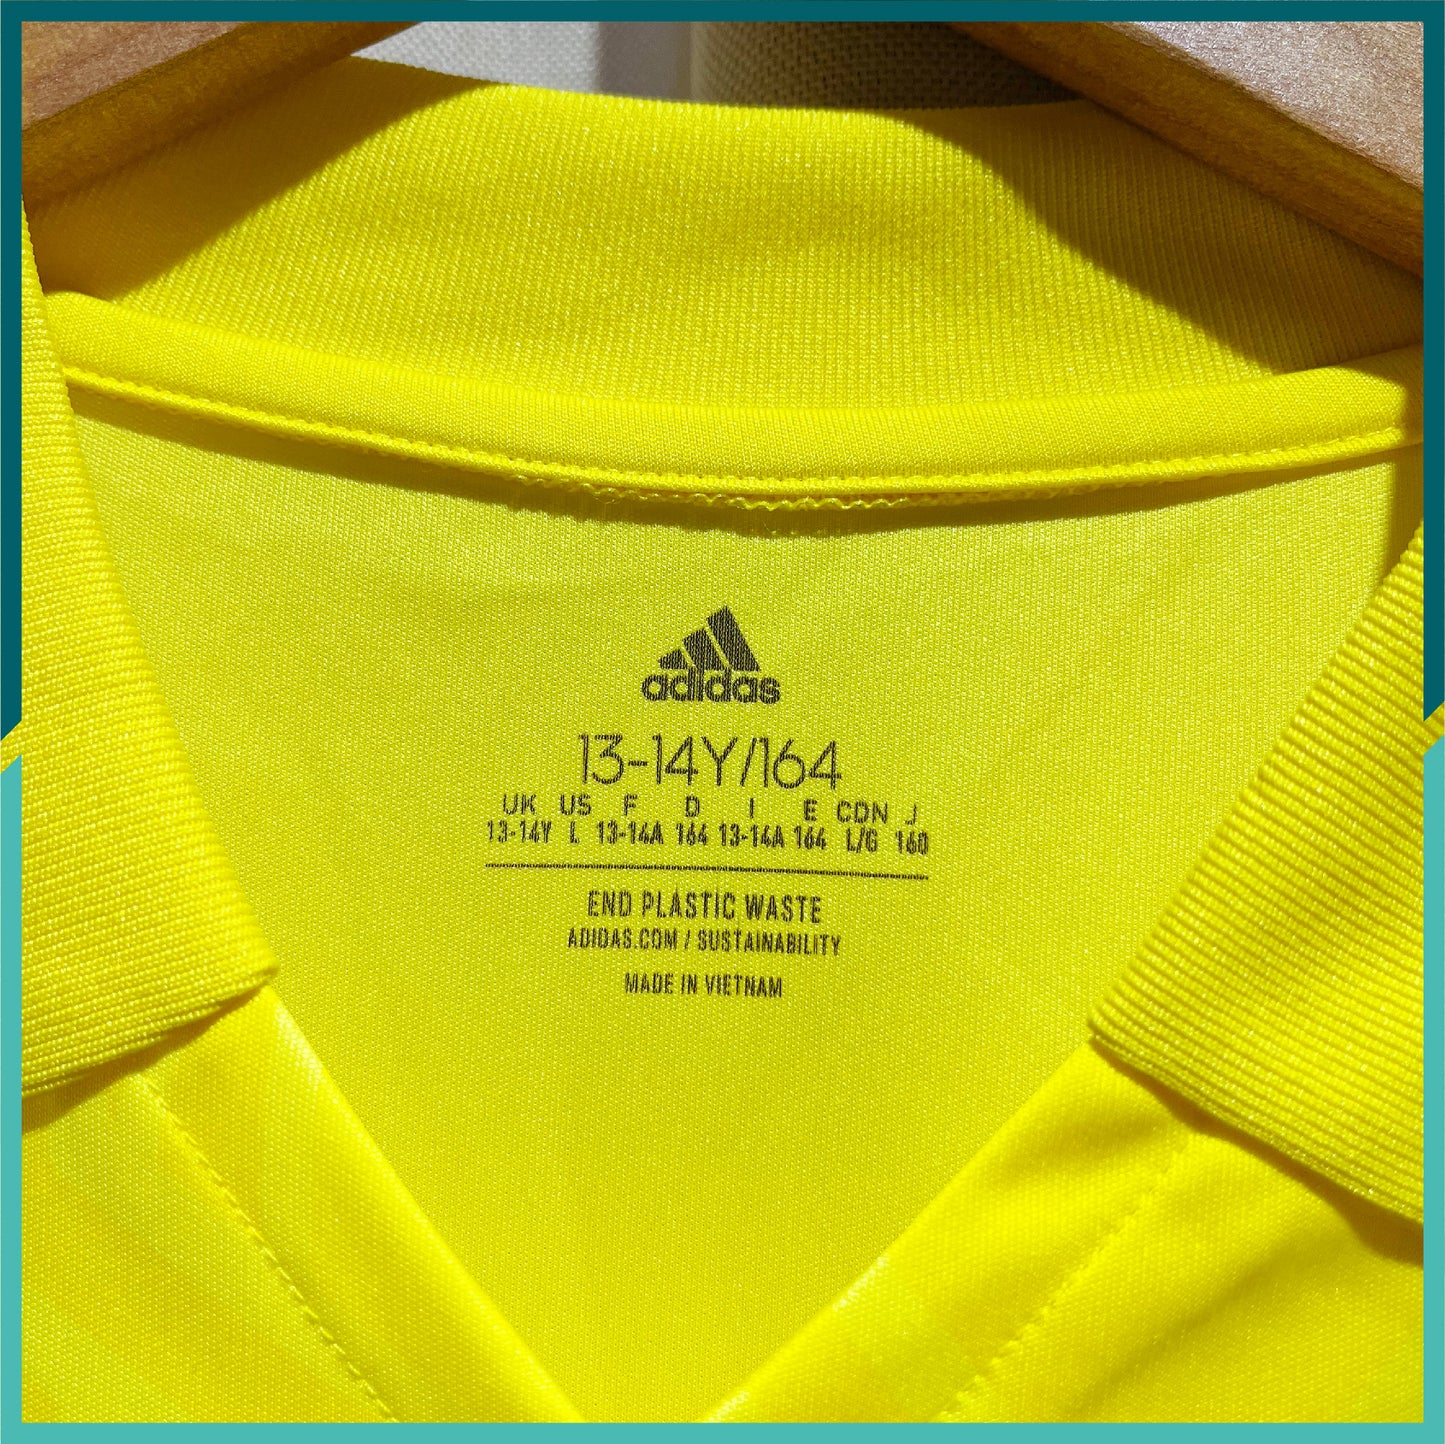 adidas
13-14Y/164
UK US F D I E CDN J
13-14Y L 13-14A 164 13-14A 164 L/G 160
END PLASTIC WASTE
ADIDAS.COM / SUSTAINABILITY
MADE IN VIETNAM